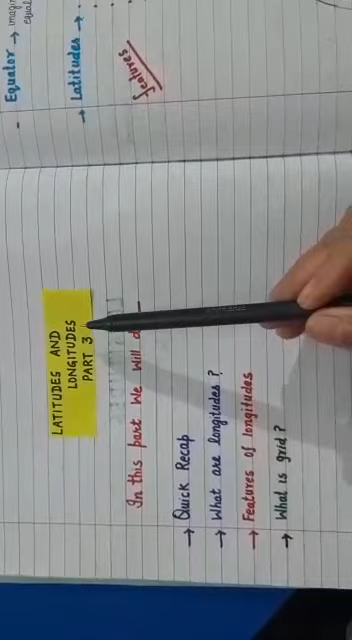 - Equator →
→ Latitudes →
features
LATITUDES AND
LONGITUDES
PART 3
In this part we will
→ Quick Recap
→ What are longitudes ?
→ Features of longitudes
→ What is grid ?